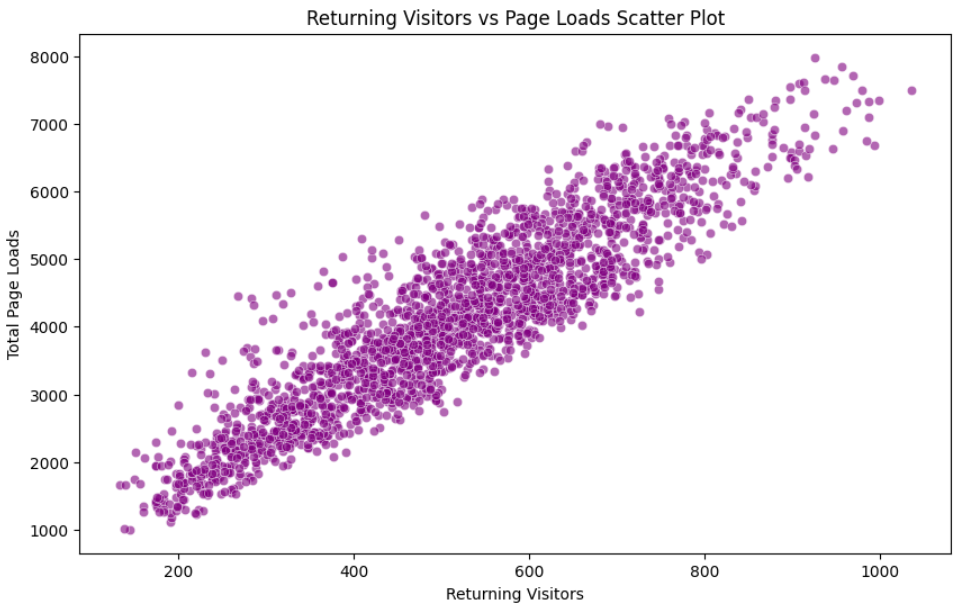 Returning Visitors vs Page Loads Scatter Plot
8000
7000
6000
5000
4000
3000
2000
1000
Total Page Loads
200 400 600 800 1000
Returning Visitors